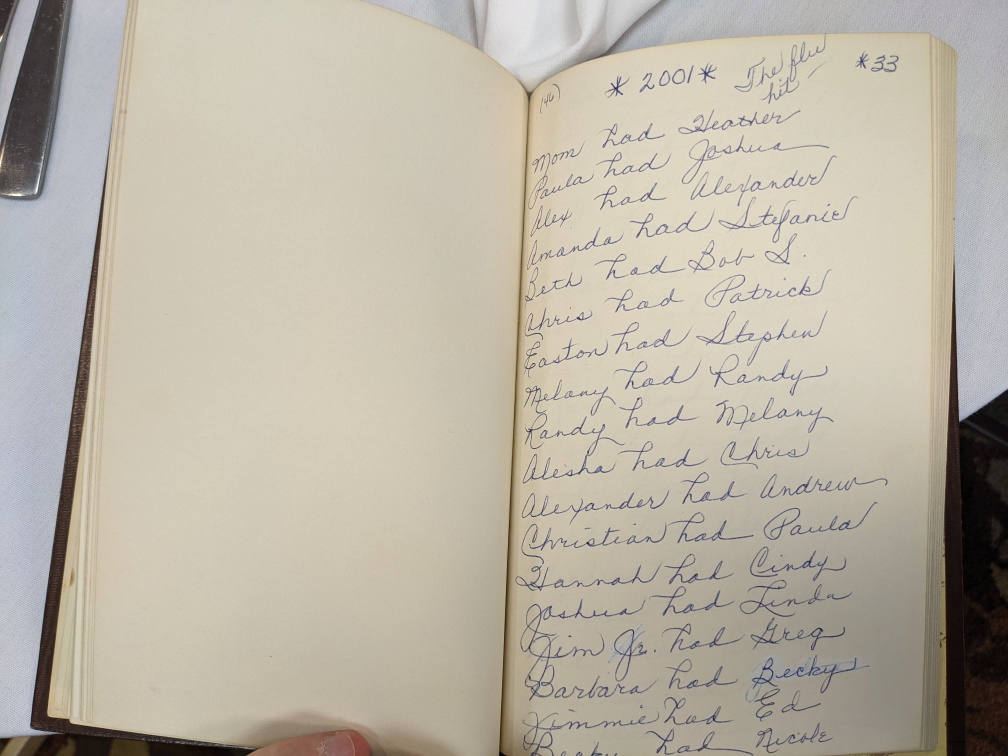 (46) * 2001 * The flu hit - *33
Mom had Heather
Paula had Joshua
Alex had Alexander
Amanda had Stefanie
Beth had Bob S.
Chris had Patrick
Easton had Stephen
Melany had Randy
Randy had Melany
Alesha had Chris
Alexander had Andrew
Christian had Paula
Hannah had Cindy
Joshua had Linda
Jim Jr. had Greg
Barbara had Becky
Jimmie had Ed
Becky had Nicole